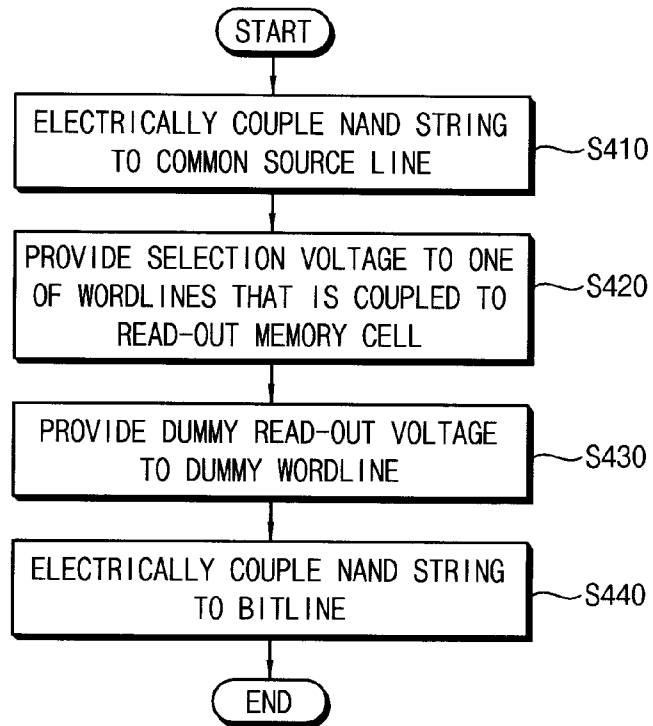 START
ELECTRICALLY COUPLE NAND STRING
TO COMMON SOURCE LINE
S410
PROVIDE SELECTION VOLTAGE TO ONE
OF WORDLINES THAT IS COUPLED TO
READ-OUT MEMORY CELL
S420
PROVIDE DUMMY READ-OUT VOLTAGE
TO DUMMY WORDLINE
S430
ELECTRICALLY COUPLE NAND STRING
TO BITLINE
S440
END